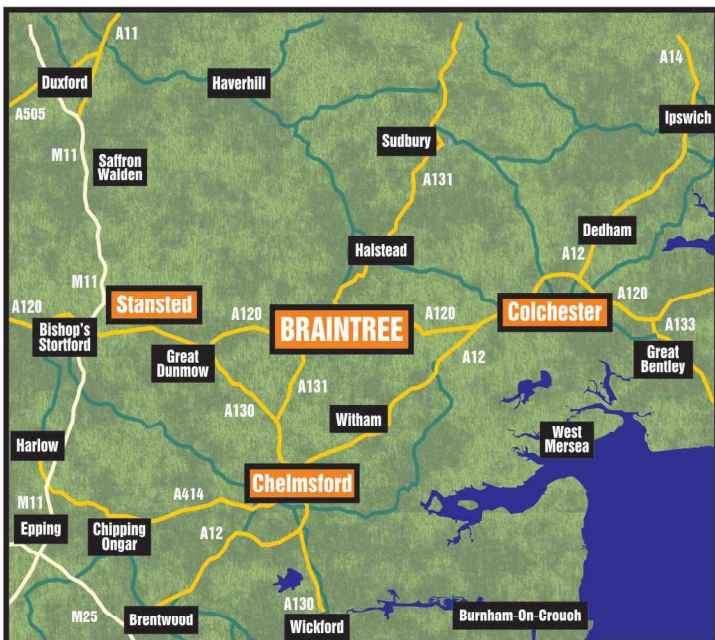 A11
A14
Duxford
Haverhill
A505
Ipswich
Sudbury
M11
Saffron
Walden
A131
Dedham
Halstead
A12
M11
Stansted
A120
A120
Bishop's
Stortford
A120
BRAINTREE
A120
Colchester
A133
Great
Dunmow
A12
Great
Bentley
A131
A130
Witham
West
Mersea
Harlow
Chelmsford
M11
A414
Epping
Chipping
Ongar
A12
A130
M25
Brentwood
Wickford
Burnham-On-Crouch